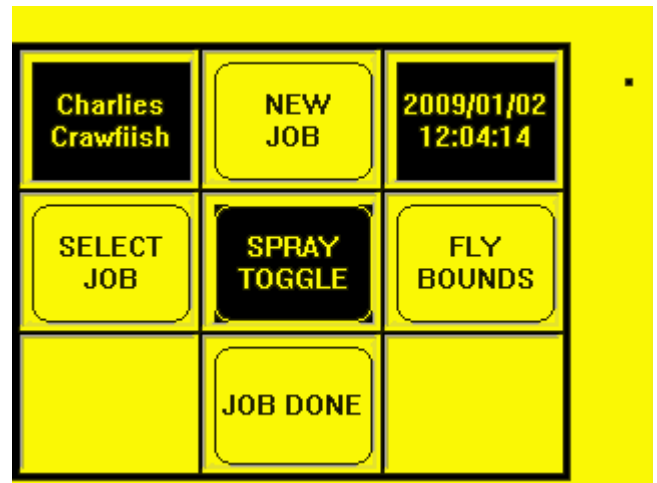 Charlies
Crawfiish
NEW
JOB
2009/01/02
12:04:14
SELECT
JOB
SPRAY
TOGGLE
FLY
BOUNDS
JOB DONE